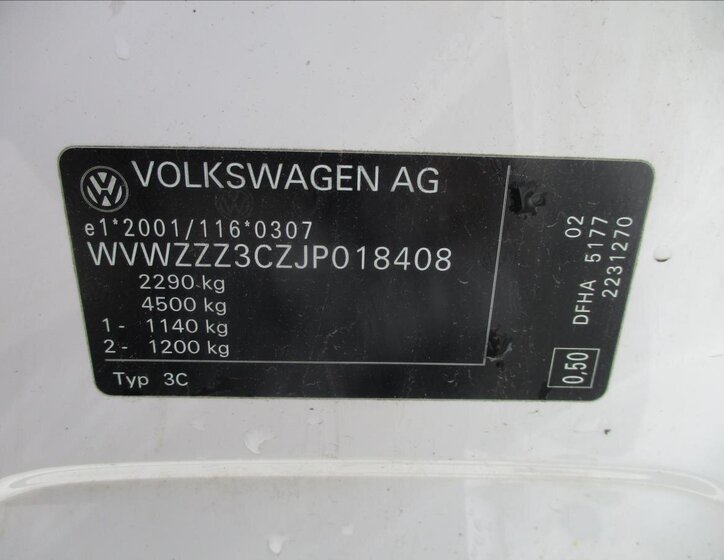 VOLKSWAGEN AG
e1*2001/116*0307
WVWZZZ3CZJP018408
2290 kg
4500 kg
1- 1140 kg
2- 1200 kg
Typ 3C
02
DFHA 5177
2231270
0,50